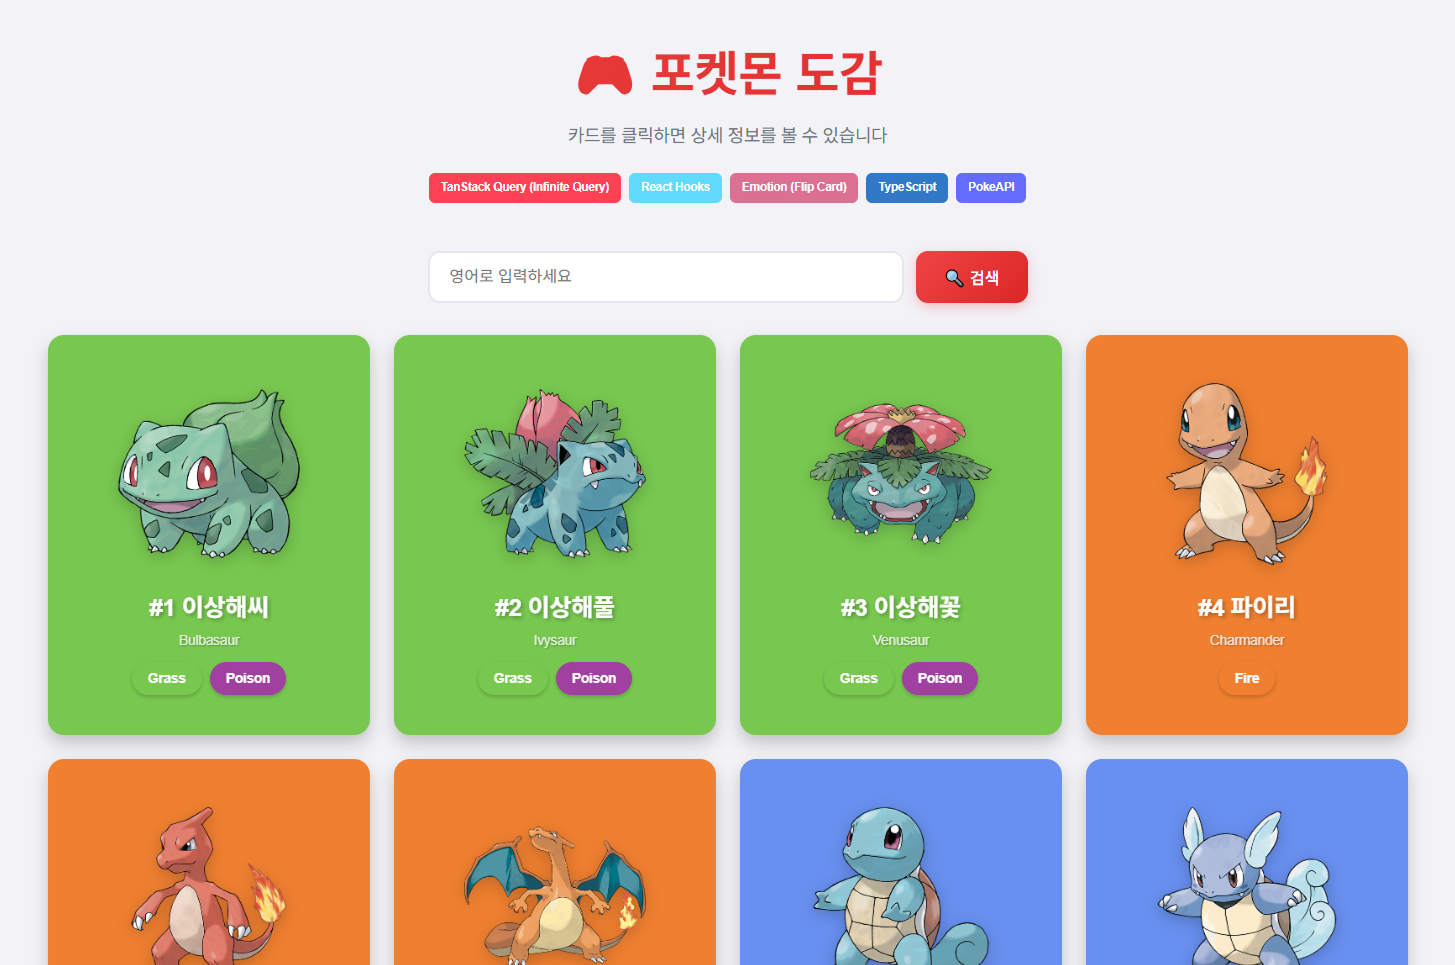 포켓몬 도감
카드를 클릭하면 상세 정보를 볼 수 있습니다
TanStack Query (Infinite Query) React Hooks Emotion (Flip Card) TypeScript PokeAPI
영어로 입력하세요 검색
#1 이상해씨 #2 이상해풀 #3 이상해꽃 #4 파이리
Bulbasaur Ivysaur Venusaur Charmander
Grass Poison Grass Poison Grass Poison Fire